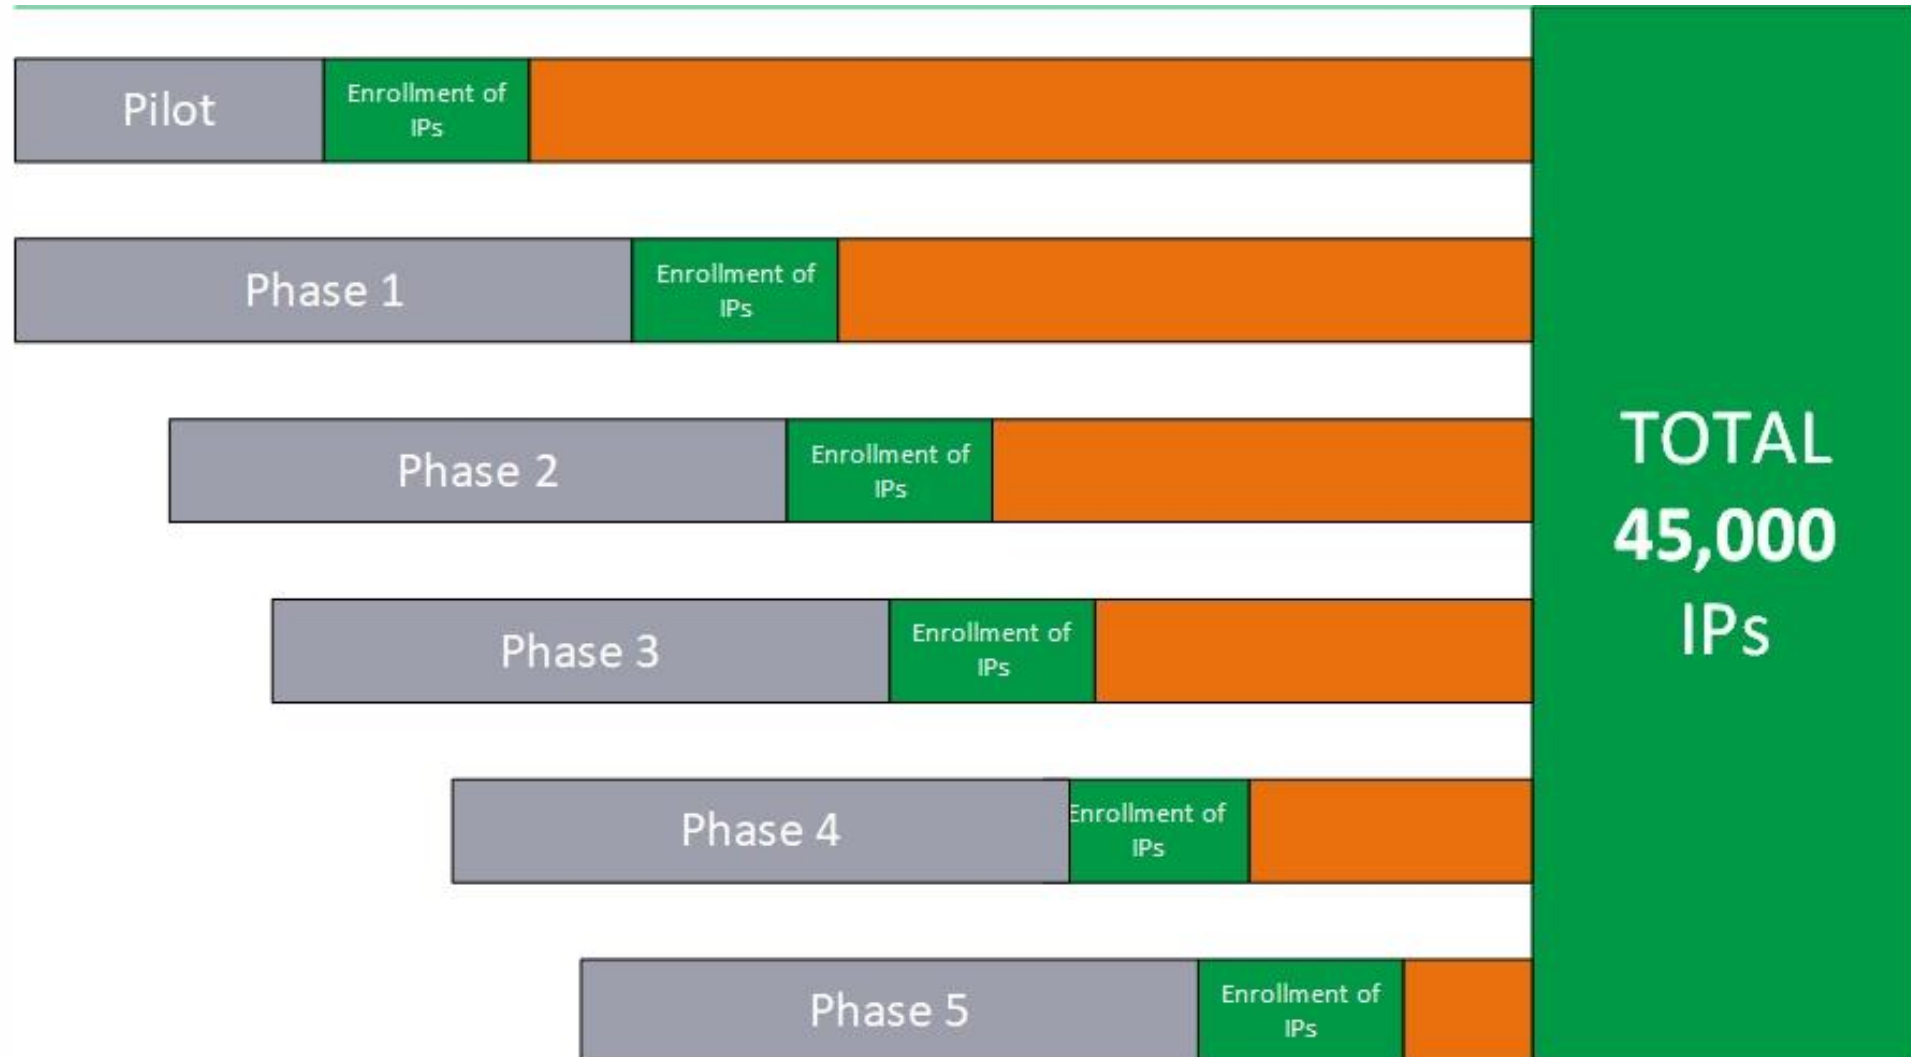 Pilot
Enrollment of
IPs
Phase 1
Enrollment of
IPs
Phase 2
Enrollment of
IPs
Phase 3
Enrollment of
IPs
Phase 4
Enrollment of
IPs
Phase 5
Enrollment of
IPs
TOTAL
45,000
IPs